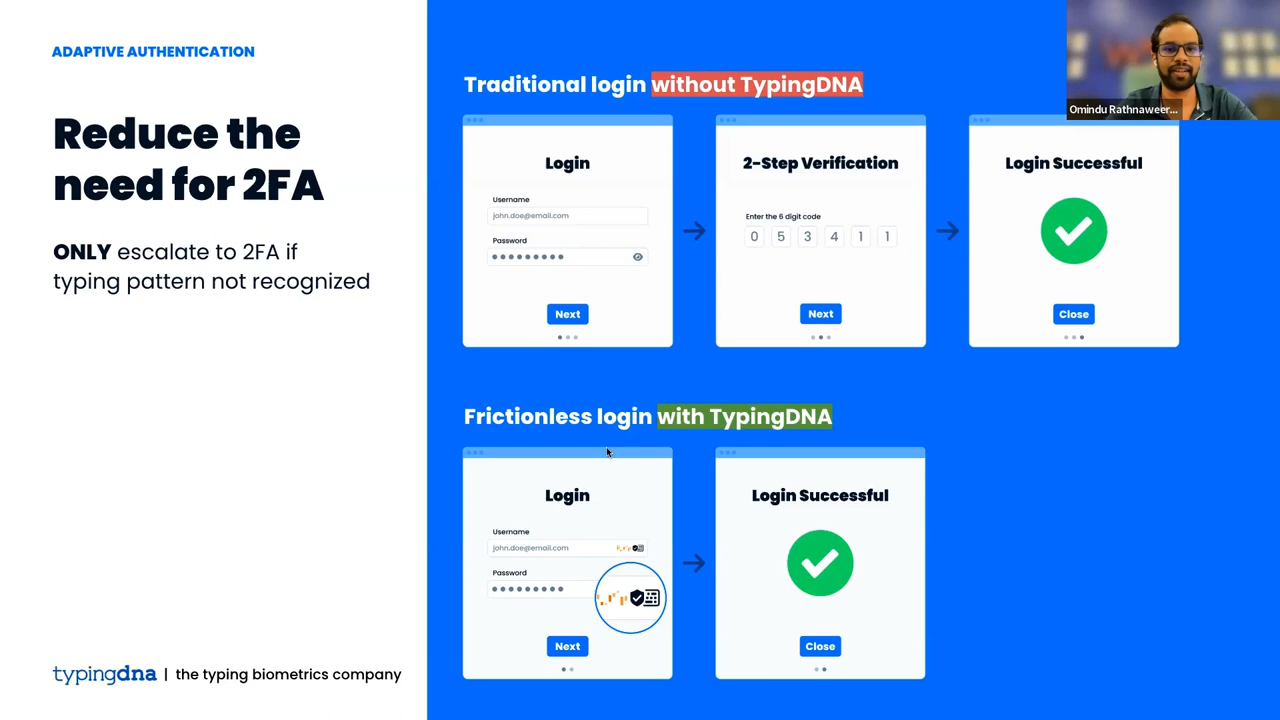 ADAPTIVE AUTHENTICATION
Reduce the
need for 2FA
ONLY escalate to 2FA if
typing pattern not recognized
typingdna | the typing biometrics company
Traditional login without TypingDNA
Login
Username
john.doe@email.com
Password
Next
2-Step Verification
Enter the 6 digit code
0 5 3 4 1 1
Next
Login Successful
Close
Omindu Rathnaweer...
Frictionless login with TypingDNA
Login
Username
john.doe@email.com
Password
Next
Login Successful
Close